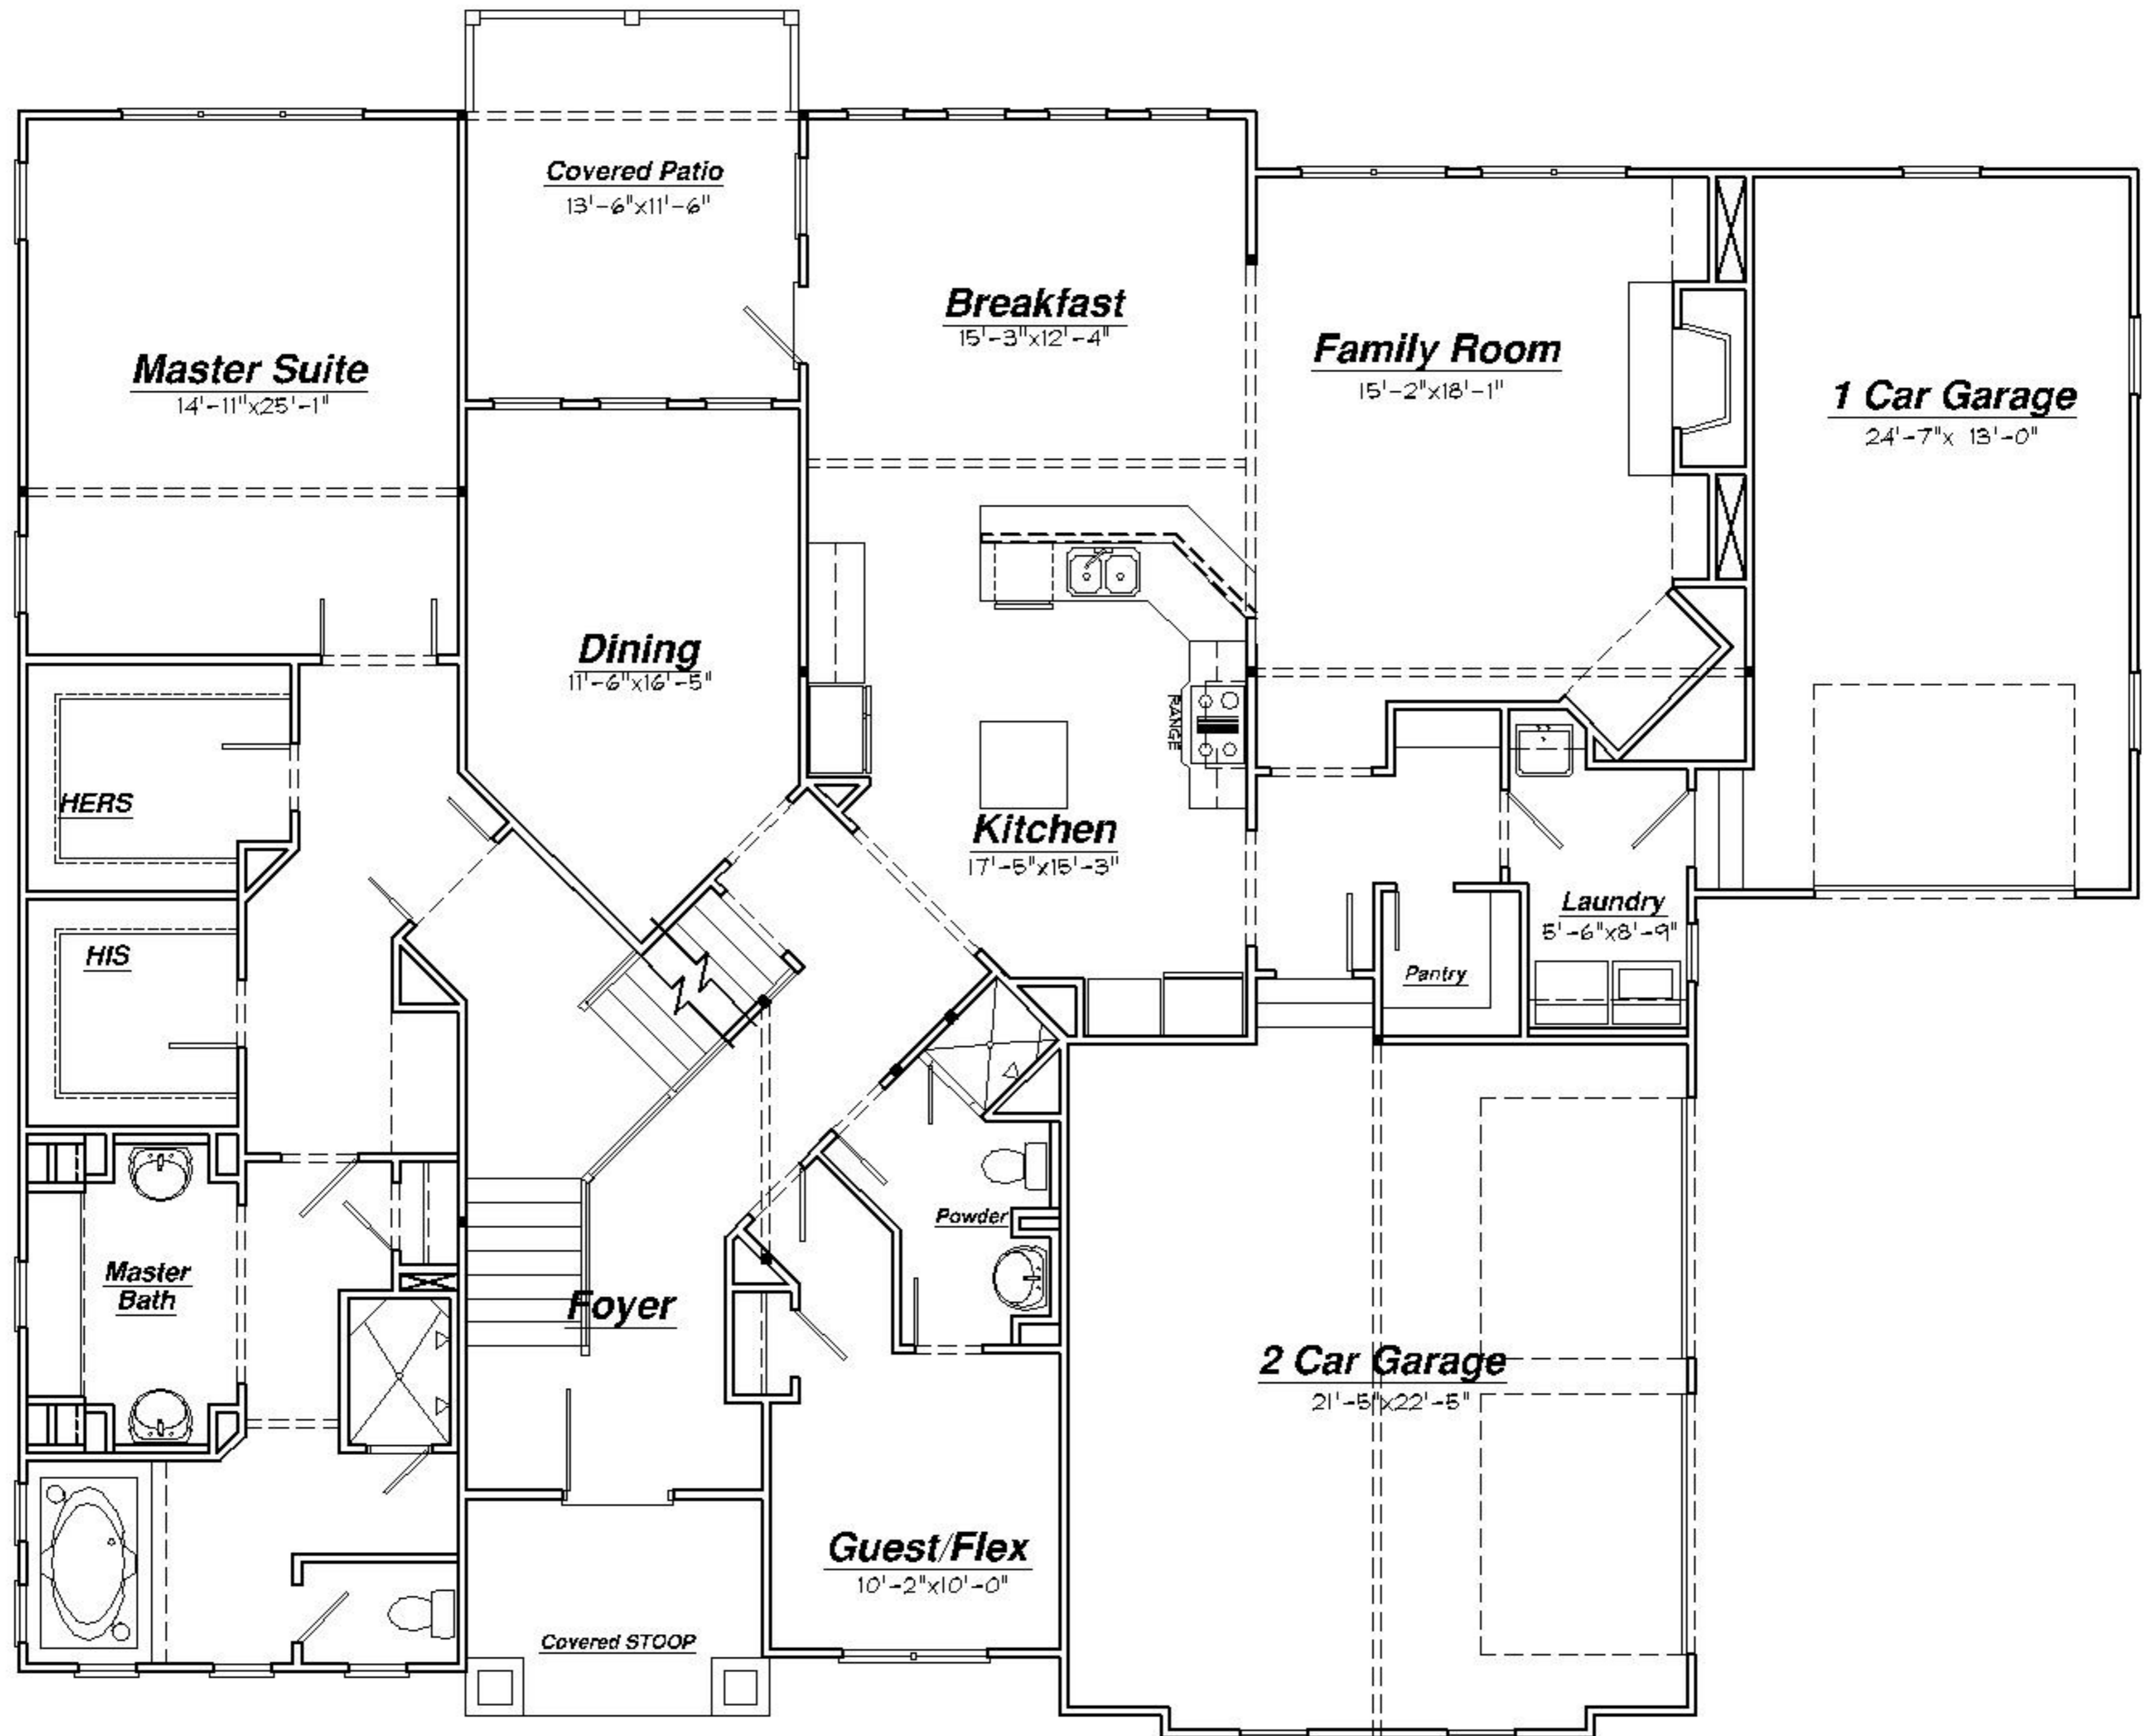 Covered Patio
13'-6"x11'-6"
Breakfast
15'-3"x12'-4"
Master Suite
14'-11"x25'-1"
Family Room
15'-2"x18'-1"
1 Car Garage
24'-7"x 13'-0"
Dining
11'-6"x16'-5"
RANGE
HERS
Kitchen
17'-5"x15'-3"
HIS
Laundry
5'-6"x8'-9"
Pantry
Powder
Master
Bath
Foyer
2 Car Garage
21'-5"x22'-5"
Guest/Flex
10'-2"x10'-0"
Covered STOOP